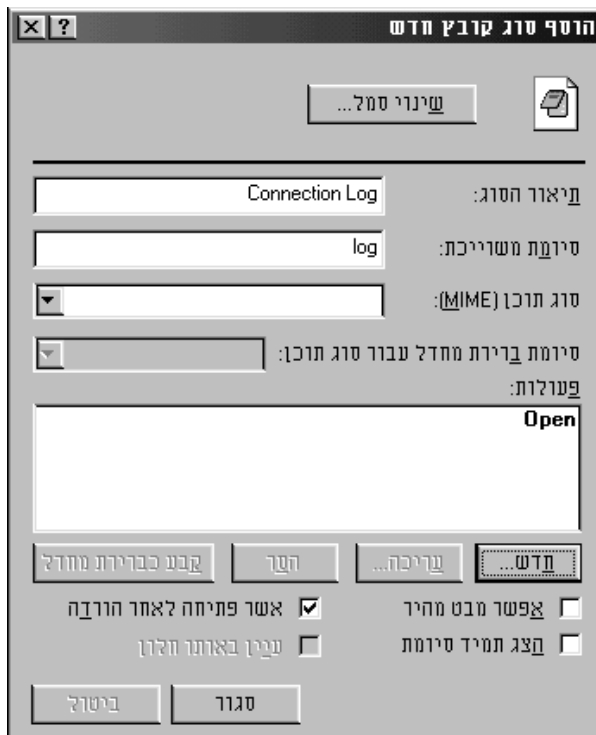 הוסף סוג קובץ חדש
שינוי סמל...
תיאור הסוג: Connection Log
סיומת משוייכת: log
סוג תוכן (MIME):
סיומת ברירת מחדל עבור סוג תוכן:
פעולות:
Open
חדש... עריכה... הסר קבע כברירת מחדל
אפשר מבט מהיר אשר פתיחה לאחר הורדה
הצג תמיד סיומת עיין באותו חלון
סגור ביטול